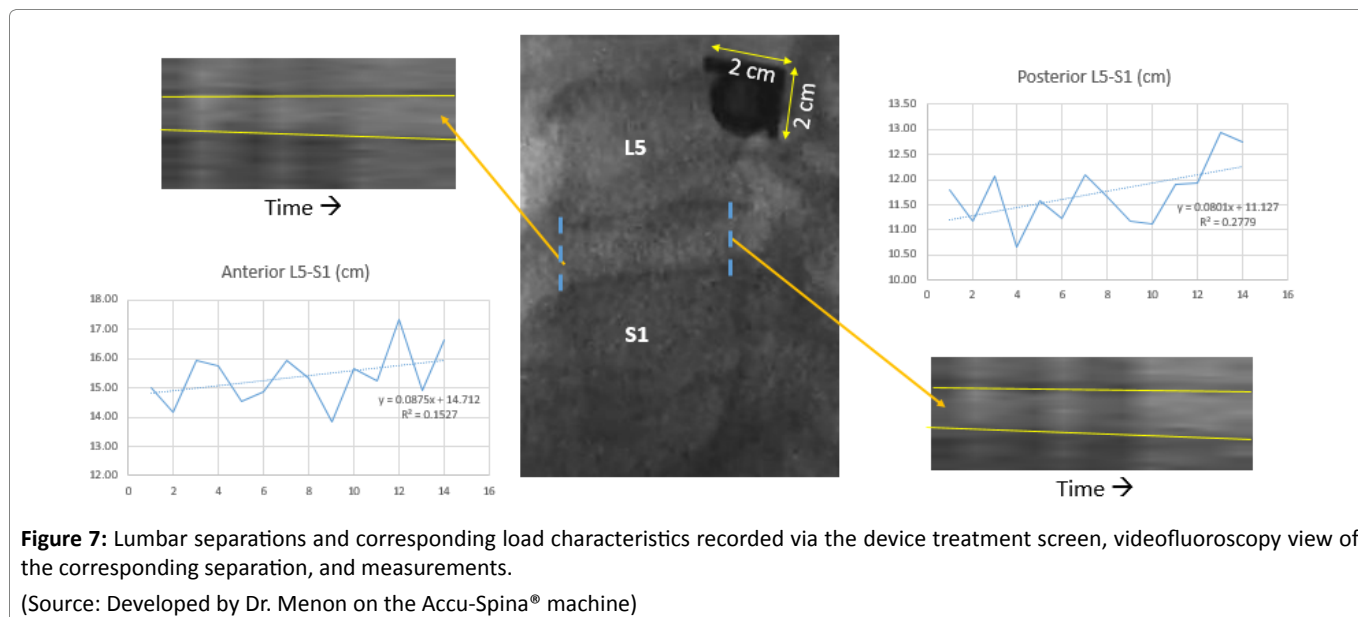 Time →
Anterior L5-S1 (cm)
18.00
17.00
16.00
15.00
14.00
13.00
12.00
y = 0.0875x + 14.712
R² = 0.1527
0 2 4 6 8 10 12 14 16
2 cm
2 cm
L5
S1
Posterior L5-S1 (cm)
13.50
13.00
12.50
12.00
11.50
11.00
10.50
10.00
y = 0.0801x + 11.127
R² = 0.2779
0 2 4 6 8 10 12 14 16
Time →
Figure 7: Lumbar separations and corresponding load characteristics recorded via the device treatment screen, videofluoroscopy view of
the corresponding separation, and measurements.
(Source: Developed by Dr. Menon on the Accu-Spina® machine)